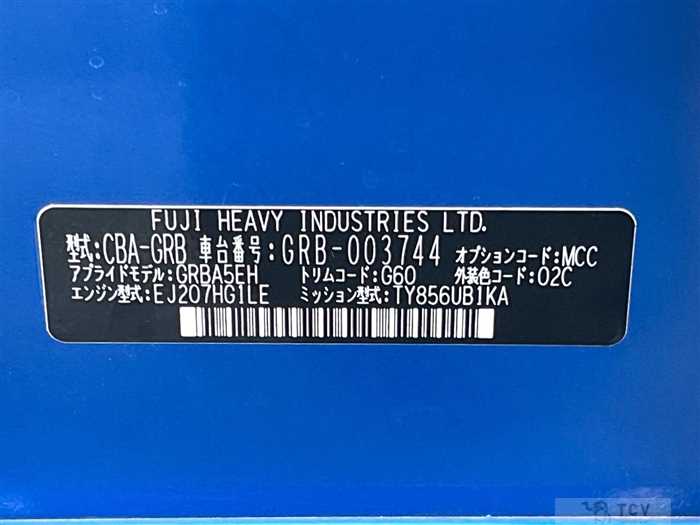 FUJI HEAVY INDUSTRIES LTD.
型式:CBA-GRB 車台番号:GRB-003744 オプションコード:MCC
アプライドモデル:GRBA5EH トリムコード:G60 外装色コード:02C
エンジン型式:EJ207HG1LE ミッション型式:TY856UB1KA
TCV